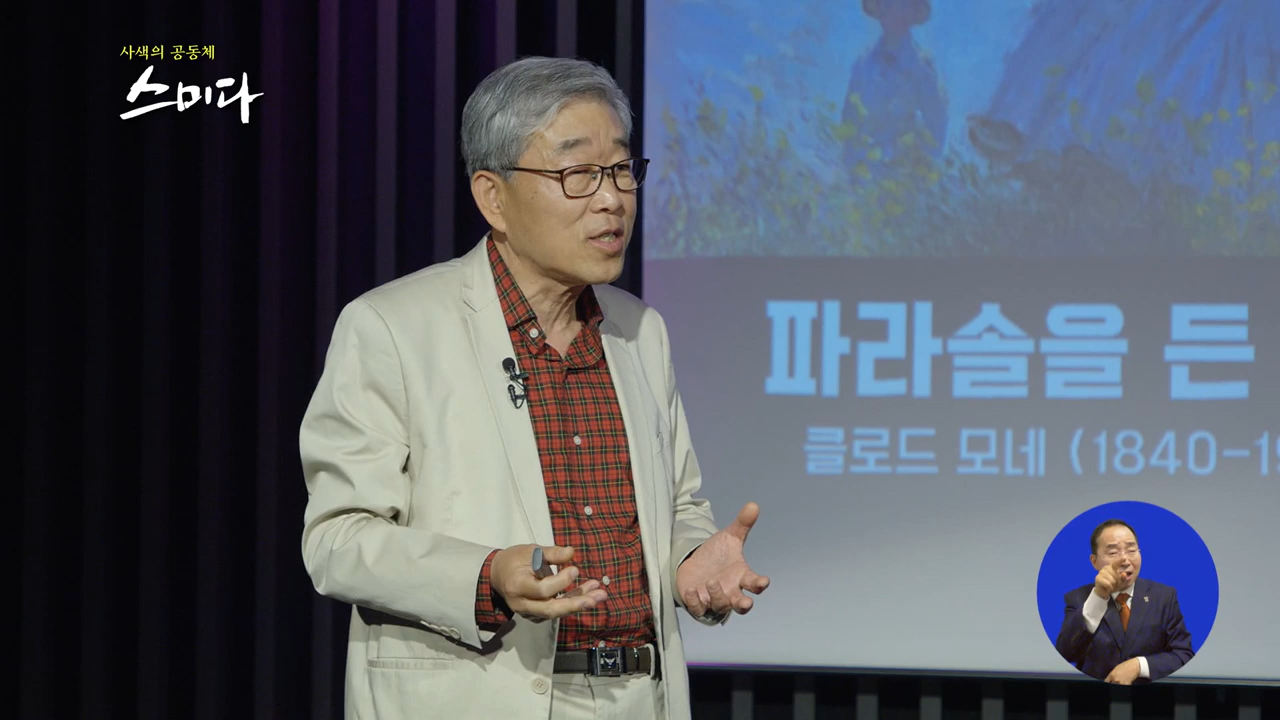 사색의 공동체
스미다
파라솔을 든
클로드 모네 (1840-19